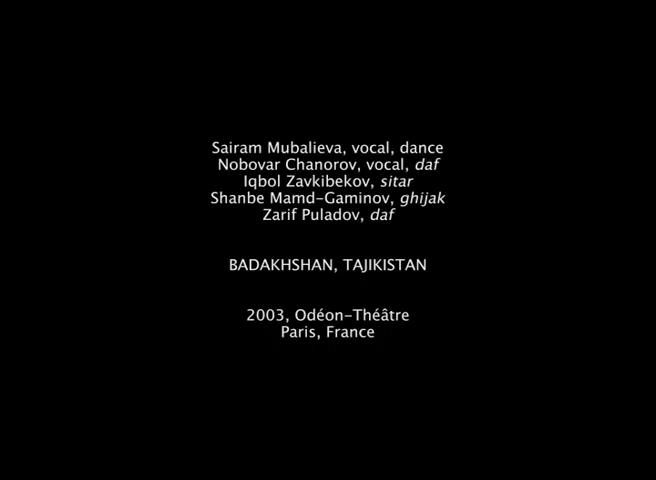 Sairam Mubalieva, vocal, dance
Nobovar Chanorov, vocal, daf
Iqbol Zavkibekov, sitar
Shanbe Mamd-Gaminov, ghijak
Zarif Puladov, daf
BADAKHSHAN, TAJIKISTAN
2003, Odéon-Théâtre
Paris, France